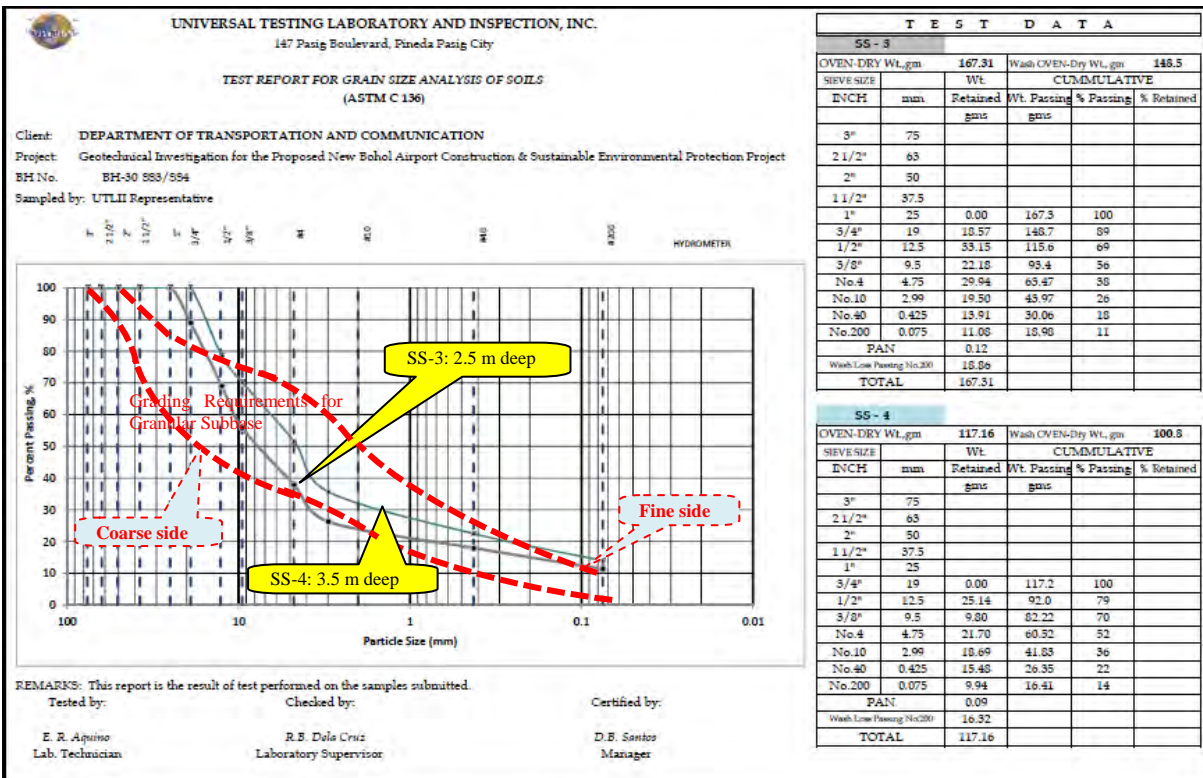 UNIVERSAL TESTING LABORATORY AND INSPECTION, INC.
147 Pasig Boulevard, Pineda Pasig City
TEST REPORT FOR GRAIN SIZE ANALYSIS OF SOILS
(ASTM C 136)
Client: DEPARTMENT OF TRANSPORTATION AND COMMUNICATION
Project: Geotechnical Investigation for the Proposed New Bohol Airport Construction & Sustainable Environmental Protection Project
BH No. BH-30 SS3/SS4
Sampled by: UTLII Representative
3" 2 1/2" 2" 1 1/2" 1" 3/4" 1/2" 3/8" #4 #10 #40 #200 HYDROMETER
100
90
80
70
60
50
40
30
20
10
0
Percent Passing, %
100 10 1 0.1 0.01
Particle Size (mm)
SS-3: 2.5 m deep
Grading Requirements for
Granular Subbase
Coarse side
Fine side
SS-4: 3.5 m deep
REMARKS: This report is the result of test performed on the samples submitted.
Tested by: Checked by: Certified by:
E. R. Aquino R.B. Dela Cruz D.B. Santos
Lab. Technician Laboratory Supervisor Manager
T E S T D A T A
SS - 3
OVEN-DRY Wt.,gm 167.31 Wash OVEN-Dry Wt., gm 148.5
SIEVE SIZE Wt. CUMMULATIVE
INCH mm Retained Wt. Passing % Passing % Retained
gms gms
3" 75
2 1/2" 63
2" 50
1 1/2" 37.5
1" 25 0.00 167.3 100
3/4" 19 18.57 148.7 89
1/2" 12.5 33.15 115.6 69
3/8" 9.5 22.18 93.4 56
No.4 4.75 29.94 63.47 38
No.10 2.99 19.50 43.97 26
No.40 0.425 13.91 30.06 18
No.200 0.075 11.08 18.98 11
PAN 0.12
Wash Loss Passing No.200 18.86
TOTAL 167.31
SS - 4
OVEN-DRY Wt.,gm 117.16 Wash OVEN-Dry Wt., gm 100.8
SIEVE SIZE Wt. CUMMULATIVE
INCH mm Retained Wt. Passing % Passing % Retained
gms gms
3" 75
2 1/2" 63
2" 50
1 1/2" 37.5
1" 25
3/4" 19 0.00 117.2 100
1/2" 12.5 25.14 92.0 79
3/8" 9.5 9.80 82.22 70
No.4 4.75 21.70 60.52 52
No.10 2.99 18.69 41.83 36
No.40 0.425 15.48 26.35 22
No.200 0.075 9.94 16.41 14
PAN 0.09
Wash Loss Passing No.200 16.32
TOTAL 117.16